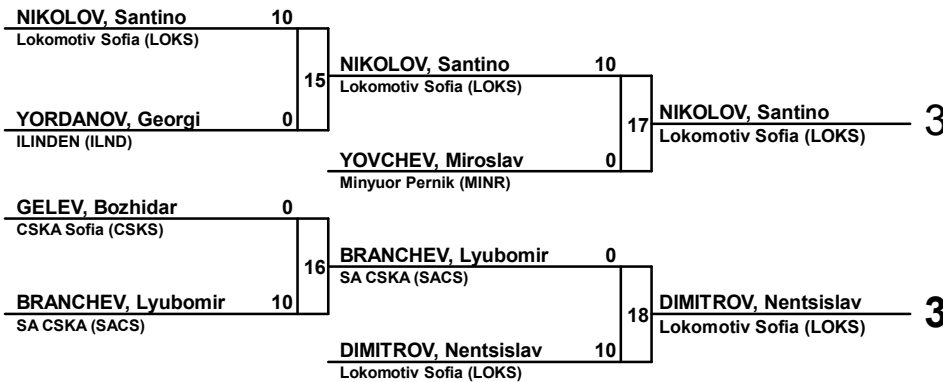 NIKOLOV, Santino 10
Lokomotiv Sofia (LOKS)
15
NIKOLOV, Santino 10
Lokomotiv Sofia (LOKS)
YORDANOV, Georgi 0
ILINDEN (ILND)
17
NIKOLOV, Santino
Lokomotiv Sofia (LOKS)
3
YOVCHEV, Miroslav 0
Minyuor Pernik (MINR)
GELEV, Bozhidar 0
CSKA Sofia (CSKS)
16
BRANCHEV, Lyubomir 0
SA CSKA (SACS)
BRANCHEV, Lyubomir 10
SA CSKA (SACS)
18
DIMITROV, Nentsislav
Lokomotiv Sofia (LOKS)
3
DIMITROV, Nentsislav 10
Lokomotiv Sofia (LOKS)